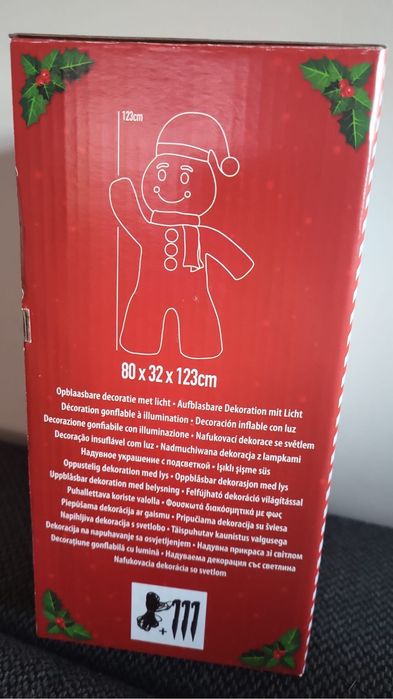 123cm
80 x 32 x 123cm
Opblaasbare decoratie met licht • Aufblasbare Dekoration mit Licht
Décoration gonflable à illumination • Decoración inflable con luz
Decorazione gonfiabile con illuminazione • Nafukovací dekorace se světlem
Decoração insuflável com luz • Nadmuchiwana dekoracja z lampkami
Надувное украшение с подсветкой • Işıklı şişme süs
Oppustelig dekoration med lys • Oppblåsbar dekorasjon med lys
Uppblåsbar dekoration med belysning • Felfújható dekoráció világítással
Puhallettava koriste valolla • Φουσκωτό διακοσμητικό με φως
Piepūšama dekorācija ar gaismu • Pripučiama dekoracija su šviesa
Napihljiva dekoracija s svetlobo • Täispuhutav kaunistus valgusega
Dekoracija na napuhavanje sa osvjetljenjem • Надувна прикраса зі світлом
Decorațiune gonflabilă cu lumină • Надуваема декорация със светлина
Nafukovacia dekorácia so svetlom
+